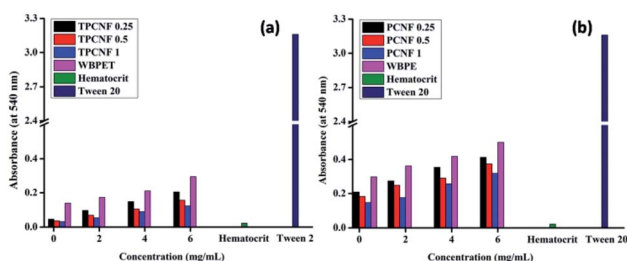 (a)
TPCNF 0.25
TPCNF 0.5
TPCNF 1
WBPET
Hematocrit
Tween 20
Absorbance (at 540 nm)
3.3
3.0
2.7
2.4
0.4
0.2
0.0
0 2 4 6 Hematocrit Tween 2
Concentration (mg/mL)
(b)
PCNF 0.25
PCNF 0.5
PCNF 1
WBPE
Hematocrit
Tween 20
Absorbance (at 540 nm)
3.3
3.0
2.7
2.4
0.4
0.2
0.0
0 2 4 6 Hematocrit Tween 20
Concentration (mg/mL)